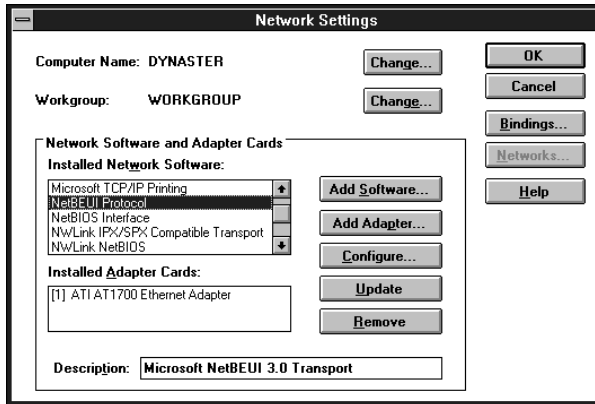 Network Settings
Computer Name: DYNASTER
Change...
OK
Cancel
Workgroup: WORKGROUP
Change...
Bindings...
Networks...
Help
Network Software and Adapter Cards
Installed Network Software:
Microsoft TCP/IP Printing
NetBEUI Protocol
NetBIOS Interface
NWLink IPX/SPX Compatible Transport
NWLink NetBIOS
Add Software...
Add Adapter...
Configure...
Update
Remove
Installed Adapter Cards:
[1] ATI AT1700 Ethernet Adapter
Description: Microsoft NetBEUI 3.0 Transport